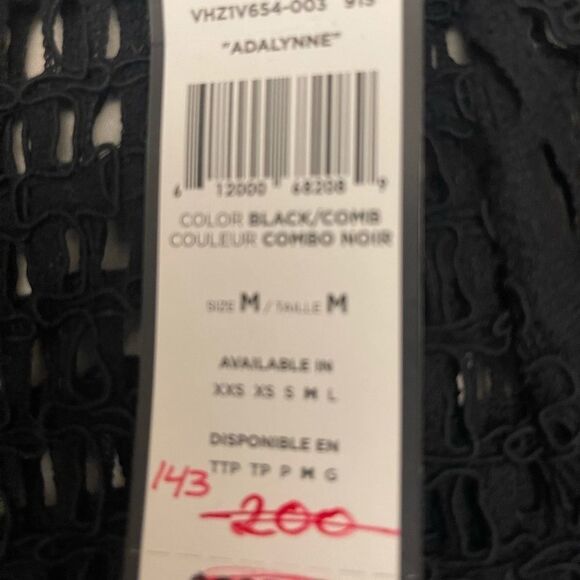 VHZ1V654-003 919
"ADALYNNE"
6 12000 68208 9
COLOR BLACK/COMB
COULEUR COMBO NOIR
SIZE M / TAILLE M
AVAILABLE IN
XXS XS S M L
DISPONIBLE EN
TTP TP P M G
143
200